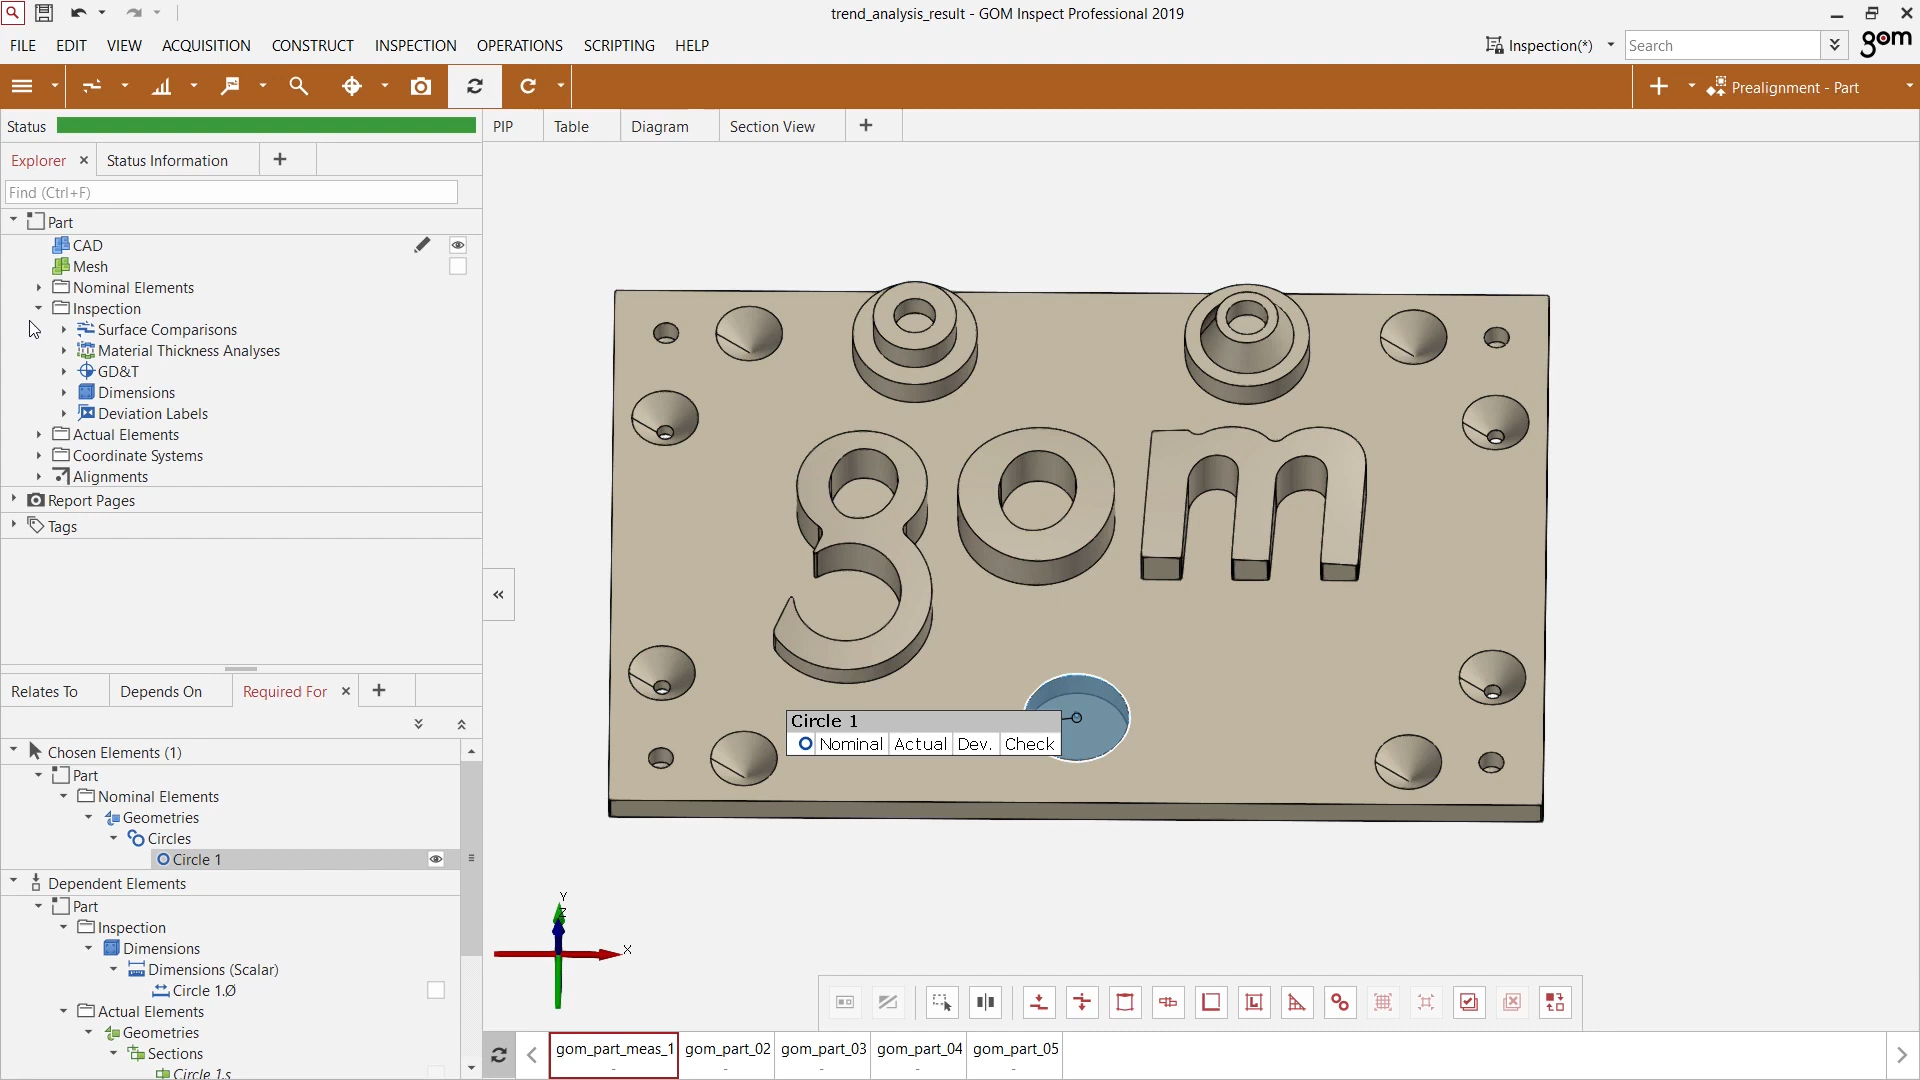 trend_analysis_result - GOM Inspect Professional 2019
FILE EDIT VIEW ACQUISITION CONSTRUCT INSPECTION OPERATIONS SCRIPTING HELP
Inspection(*) Search gom
Prealignment - Part
Status PIP Table Diagram Section View
Explorer Status Information
Find (Ctrl+F)
Part
CAD
Mesh
Nominal Elements
Inspection
Surface Comparisons
Material Thickness Analyses
GD&T
Dimensions
Deviation Labels
Actual Elements
Coordinate Systems
Alignments
Report Pages
Tags
gom
Relates To Depends On Required For
Circle 1
Nominal Actual Dev. Check
Chosen Elements (1)
Part
Nominal Elements
Geometries
Circles
Circle 1
Dependent Elements
Part
Inspection
Dimensions
Dimensions (Scalar)
Circle 1.Ø
Actual Elements
Geometries
Sections
Circle 1.s
Y
Z
X
gom_part_meas_1 gom_part_02 gom_part_03 gom_part_04 gom_part_05
- - - - -